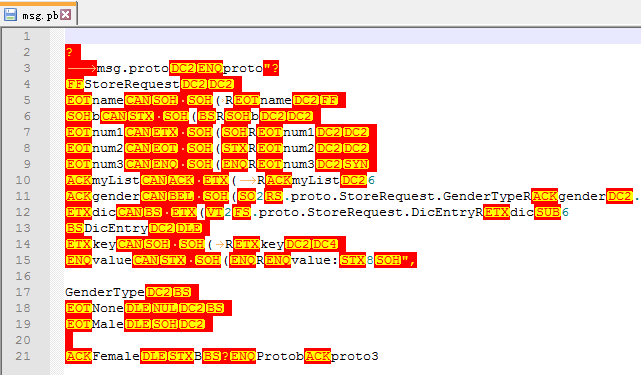 msg.pb
1
2 ?
3 msg.protoDC2ENQproto"?
4 FFStoreRequestDC2DC2
5 EOTnameCANSOH SOH(→REOTnameDC2FF
6 SOHbCANSTX·SOH(BSRSOHbDC2DC2
7 EOTnum1CANETX·SOH(SOHREOTnum1DC2DC2
8 EOTnum2CANEOT·SOH(STXREOTnum2DC2DC2
9 EOTnum3CANENQ·SOH(ENQREOTnum3DC2SYN
10 ACKmyListCANACK·ETX(→RACKmyListDC26
11 ACKgenderCANBEL·SOH(SO2RS.proto.StoreRequest.GenderTypeRACKgenderDC2.
12 ETXdicCANBS·ETX(VT2FS.proto.StoreRequest.DicEntryRETXdicSUB6
13 BSDicEntryDC2DLE
14 ETXkeyCANSOH·SOH(→RETXkeyDC2DC4
15 ENQvalueCANSTX·SOH(ENQRENQvalue:STX8SOH",
16
17 GenderTypeDC2BS
18 EOTNoneDLENULDC2BS
19 EOTMaleDLESOHDC2
20
21 ACKFemaleDLESTXBBS?ENQProtobACKproto3